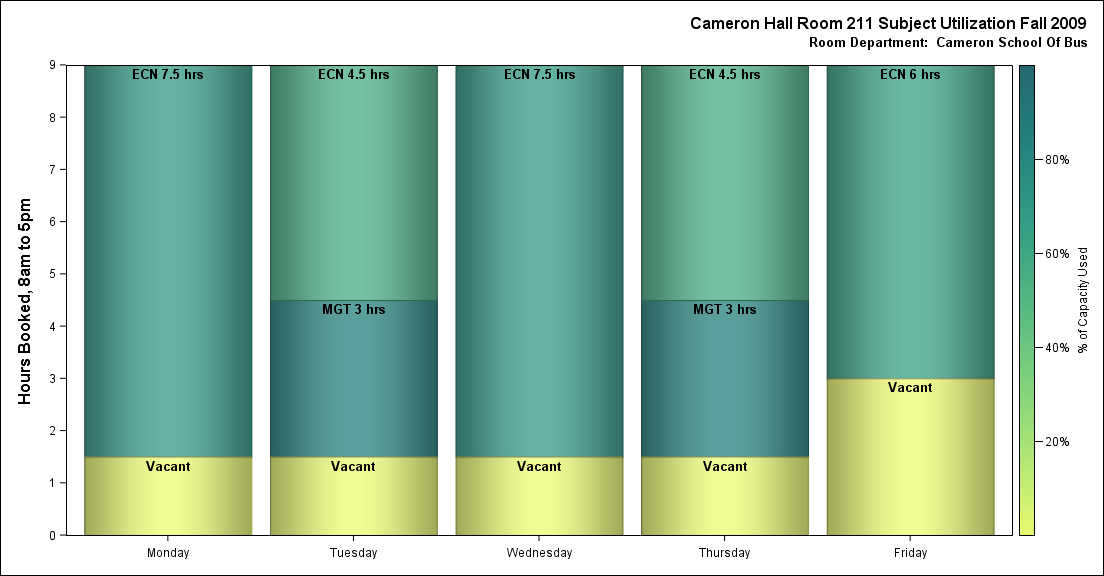 Cameron Hall Room 211 Subject Utilization Fall 2009
Room Department:  Cameron School Of Bus
Hours Booked, 8am to 5pm
9
8
7
6
5
4
3
2
1
0
ECN 7.5 hrs
ECN 4.5 hrs
ECN 7.5 hrs
ECN 4.5 hrs
ECN 6 hrs
MGT 3 hrs
MGT 3 hrs
Vacant
Vacant
Vacant
Vacant
Vacant
Monday
Tuesday
Wednesday
Thursday
Friday
80%
60%
40%
20%
% of Capacity Used